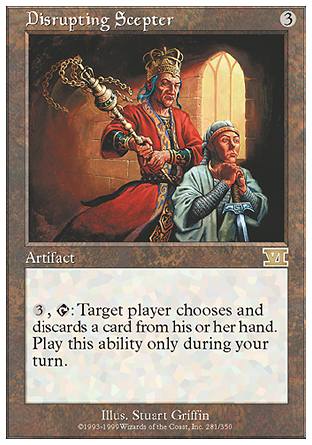 Disrupting Scepter 3
Artifact
3, : Target player chooses and
discards a card from his or her hand.
Play this ability only during your
turn.
Illus. Stuart Griffin
©1993-1999 Wizards of the Coast, Inc. 281/350